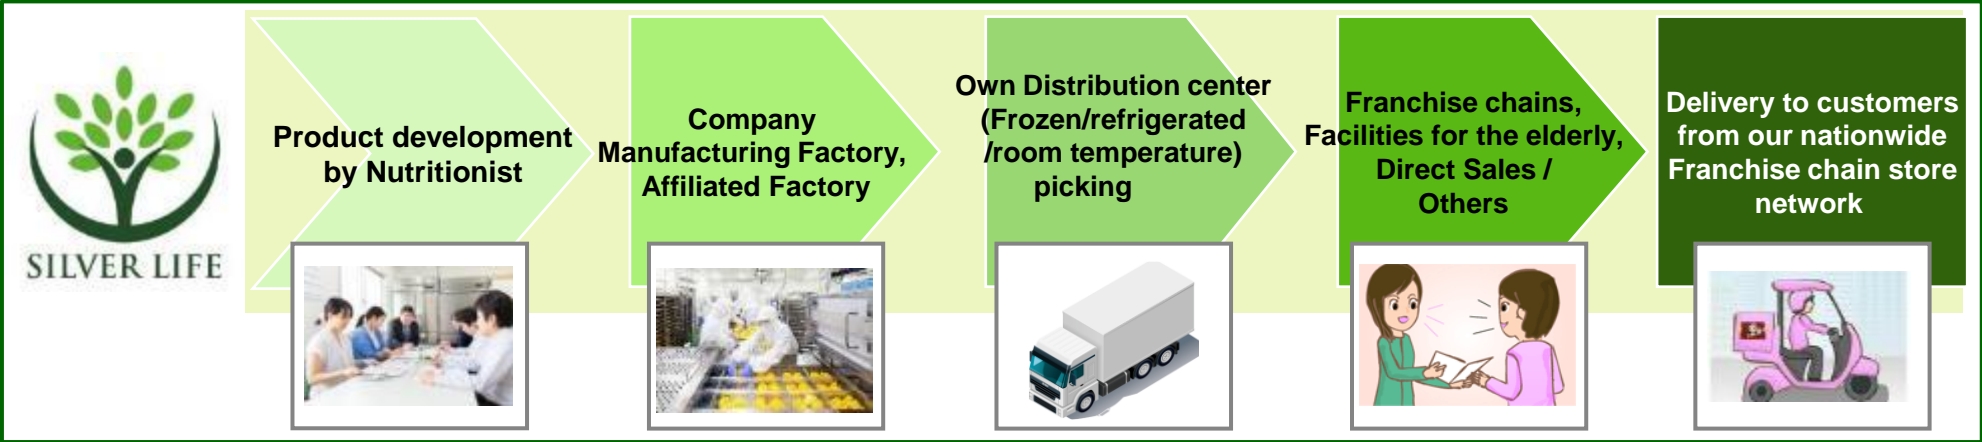 SILVER LIFE
Product development
by Nutritionist
Company
Manufacturing Factory,
Affiliated Factory
Own Distribution center
(Frozen/refrigerated
/room temperature)
picking
Franchise chains,
Facilities for the elderly,
Direct Sales /
Others
Delivery to customers
from our nationwide
Franchise chain store
network